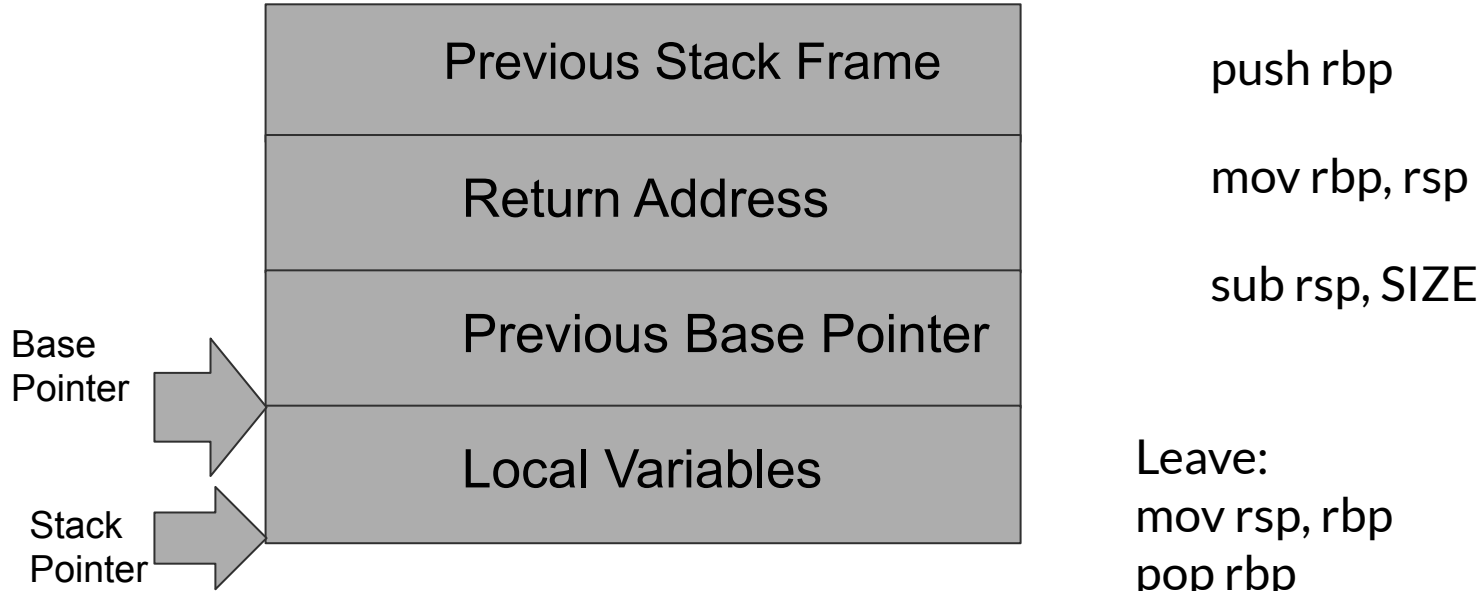 Previous Stack Frame
Return Address
Previous Base Pointer
Local Variables
Base
Pointer
Stack
Pointer
push rbp
mov rbp, rsp
sub rsp, SIZE
Leave:
mov rsp, rbp
pop rbp